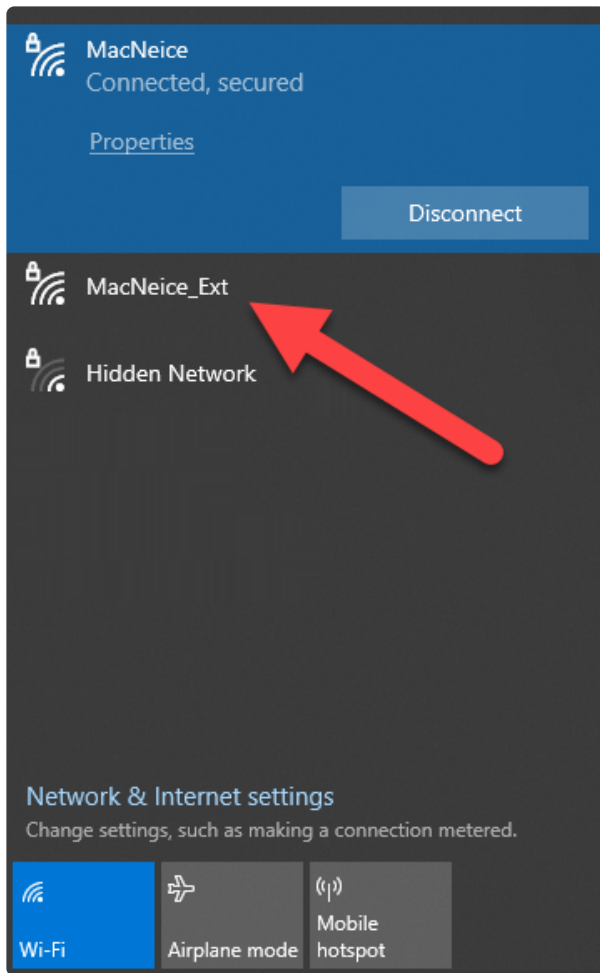 MacNeice
Connected, secured
Properties
Disconnect
MacNeice_Ext
Hidden Network
Network & Internet settings
Change settings, such as making a connection metered.
Wi-Fi
Airplane mode
Mobile
hotspot